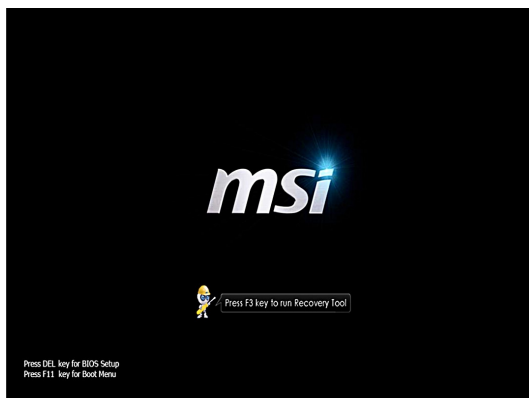 msi
Press F3 key to run Recovery Tool
Press DEL key for BIOS Setup
Press F11 key for Boot Menu